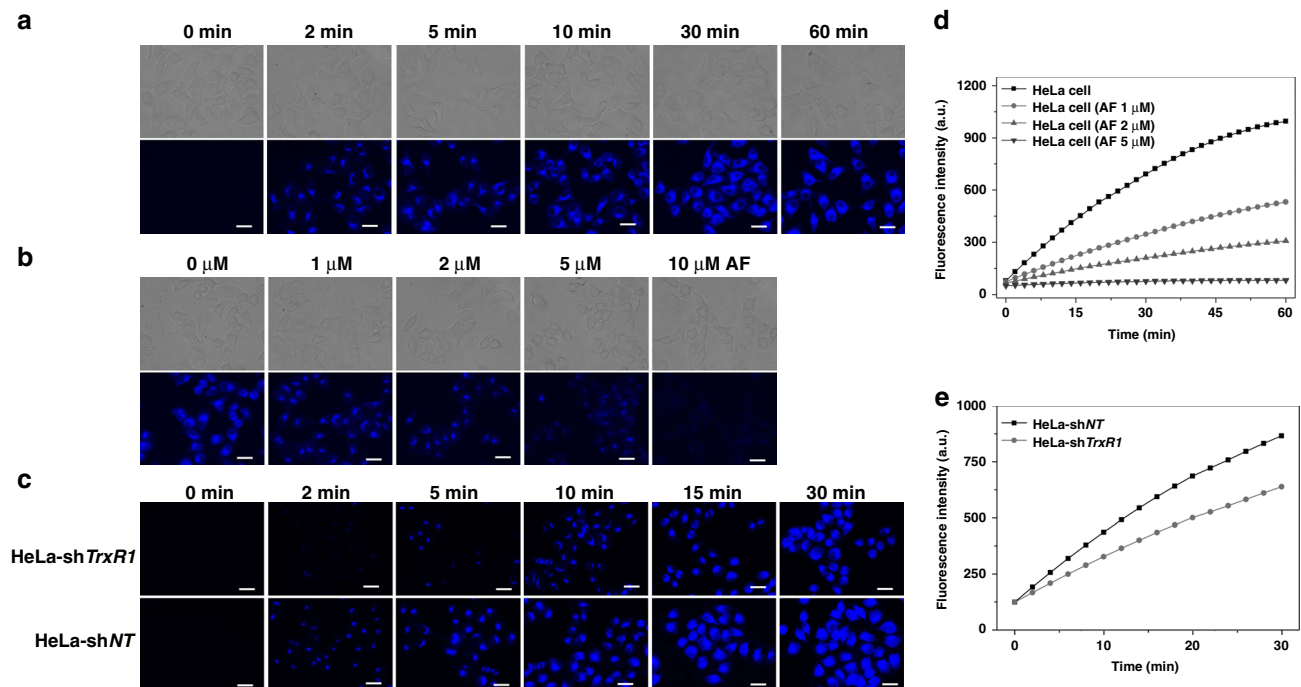 a
0 min 2 min 5 min 10 min 30 min 60 min
b
0 μM 1 μM 2 μM 5 μM 10 μM AF
c
0 min 2 min 5 min 10 min 15 min 30 min
HeLa-shTrxR1
HeLa-shNT
d
1200
900
600
300
0
Fluorescence intensity (a.u.)
HeLa cell
HeLa cell (AF 1 μM)
HeLa cell (AF 2 μM)
HeLa cell (AF 5 μM)
0 15 30 45 60
Time (min)
e
1000
750
500
250
0
Fluorescence intensity (a.u.)
HeLa-shNT
HeLa-shTrxR1
0 10 20 30
Time (min)